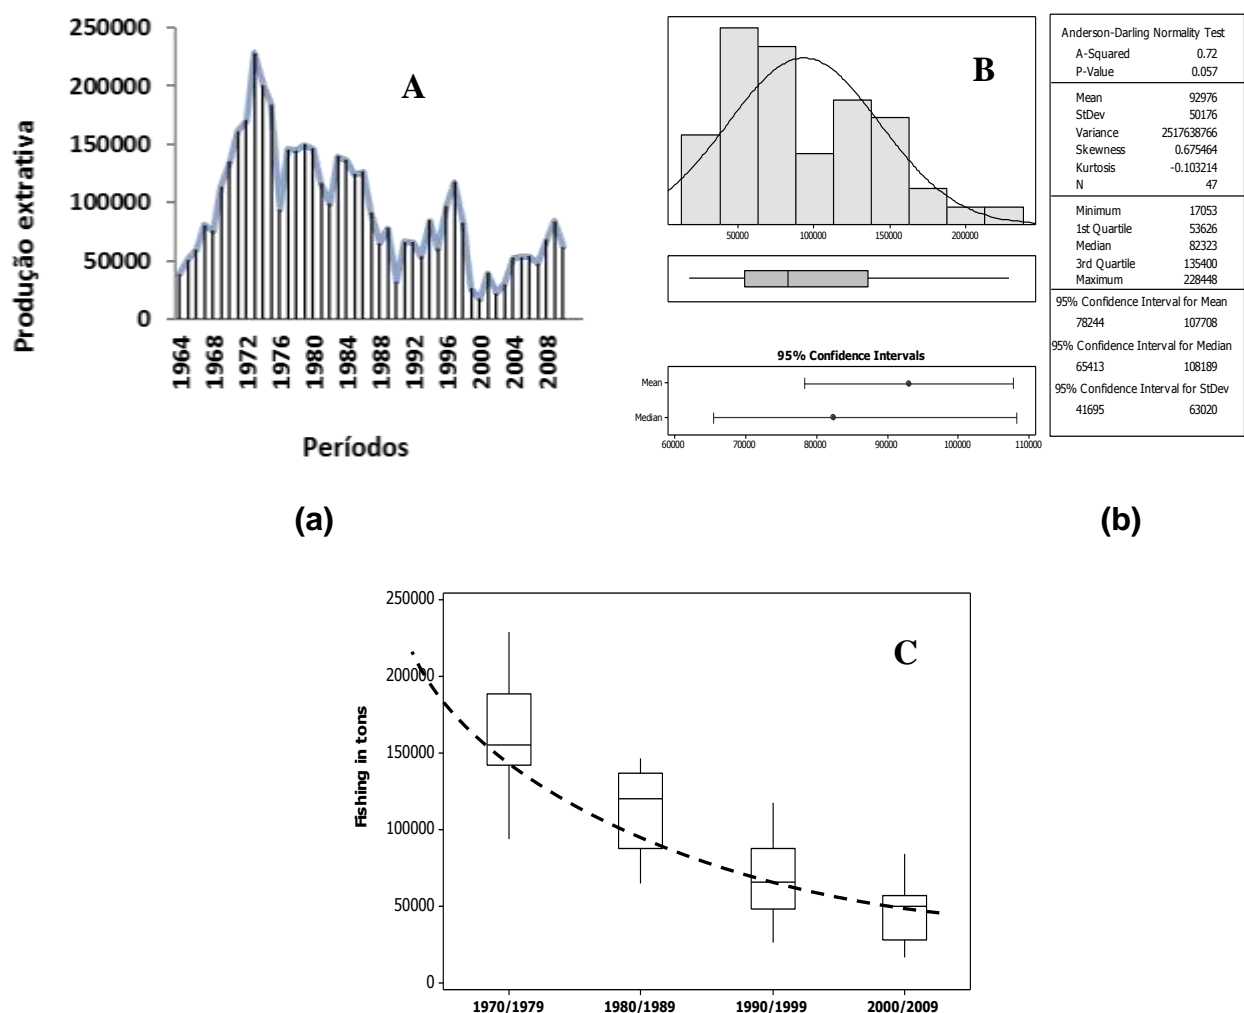 250000
200000
150000
100000
50000
0
Produção extrativa
A
1964
1968
1972
1976
1980
1984
1988
1992
1996
2000
2004
2008
Períodos
(a)
B
50000 100000 150000 200000
95% Confidence Intervals
Mean
Median
60000 70000 80000 90000 100000 110000
Anderson-Darling Normality Test
A-Squared 0.72
P-Value 0.057
Mean 92976
StDev 50176
Variance 2517638766
Skewness 0.675464
Kurtosis -0.103214
N 47
Minimum 17053
1st Quartile 53626
Median 82323
3rd Quartile 135400
Maximum 228448
95% Confidence Interval for Mean
78244 107708
95% Confidence Interval for Median
65413 108189
95% Confidence Interval for StDev
41695 63020
(b)
C
250000
200000
150000
100000
50000
0
Fishing in tons
1970/1979 1980/1989 1990/1999 2000/2009